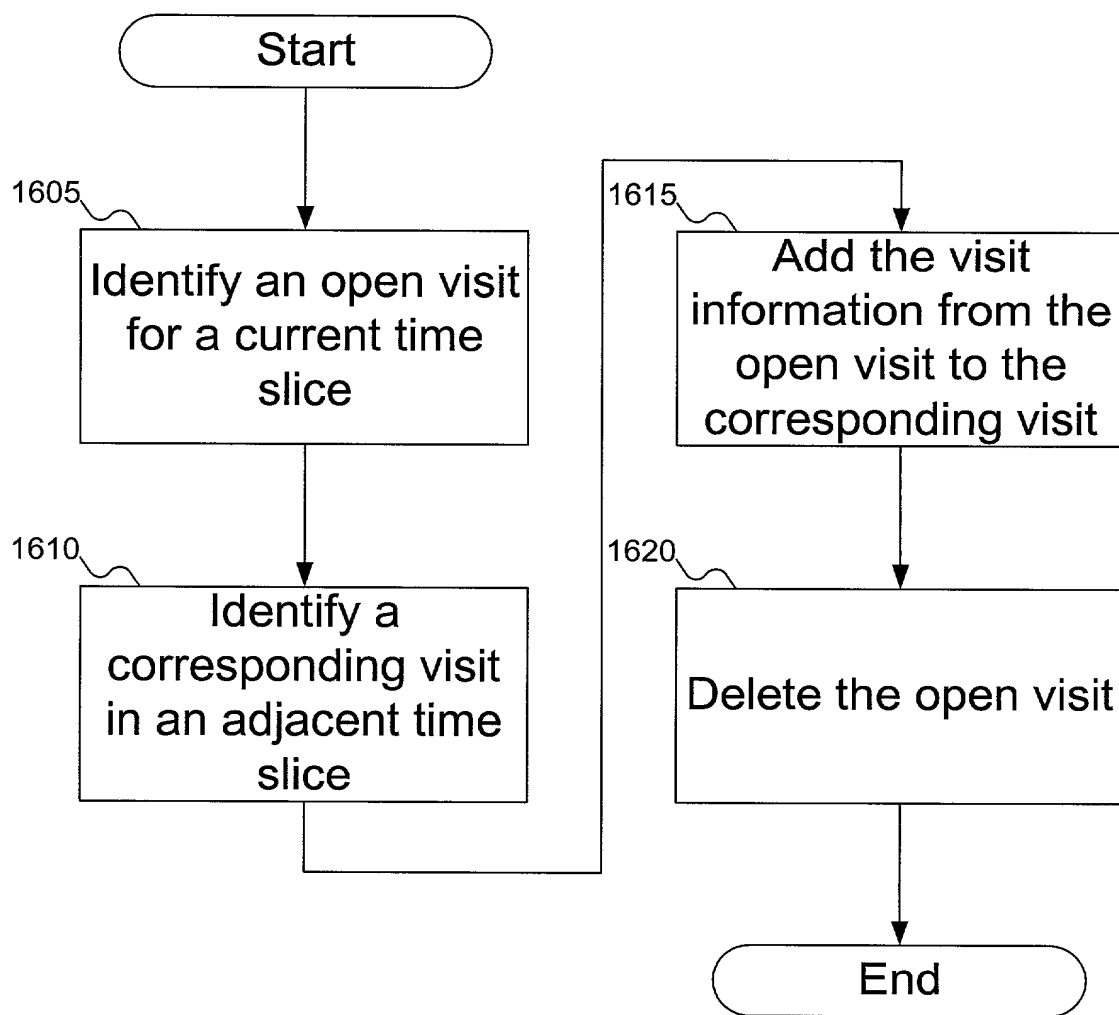 Start
1605
Identify an open visit
for a current time
slice
1610
Identify a
corresponding visit
in an adjacent time
slice
1615
Add the visit
information from the
open visit to the
corresponding visit
1620
Delete the open visit
End